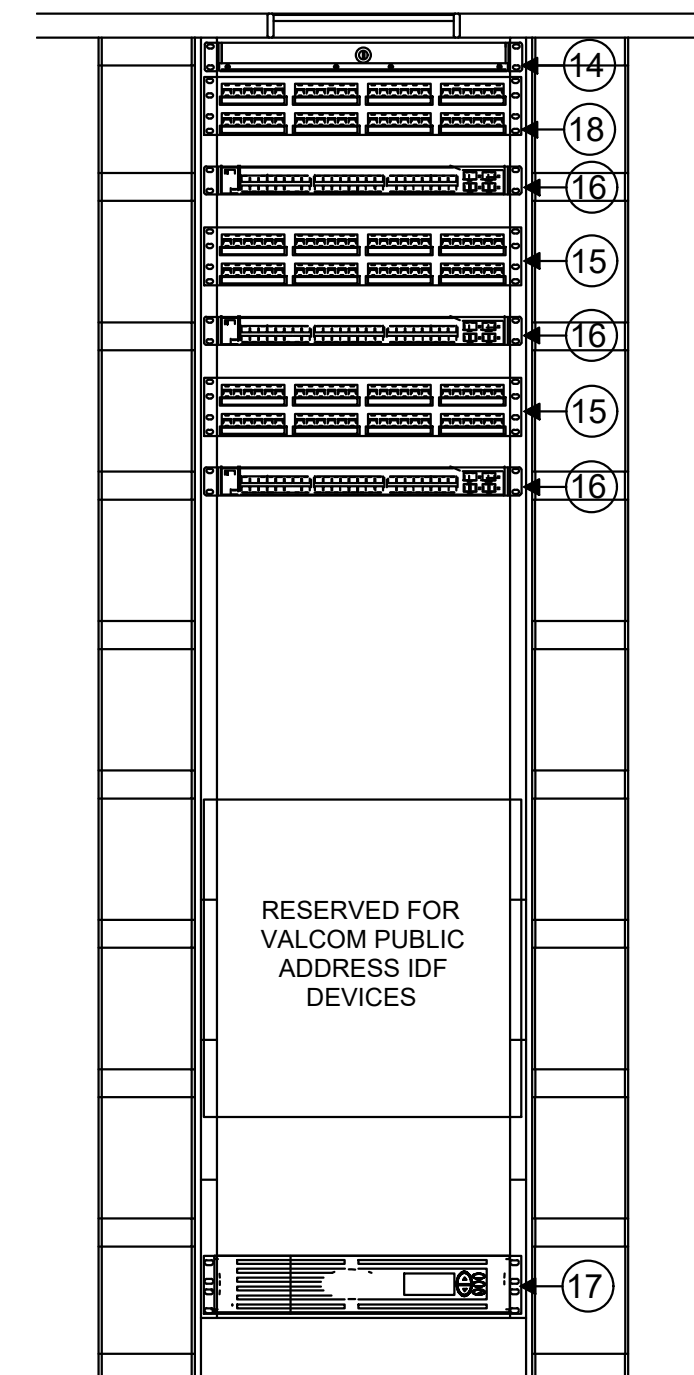 14
18
16
15
16
15
16
RESERVED FOR
VALCOM PUBLIC
ADDRESS IDF
DEVICES
17